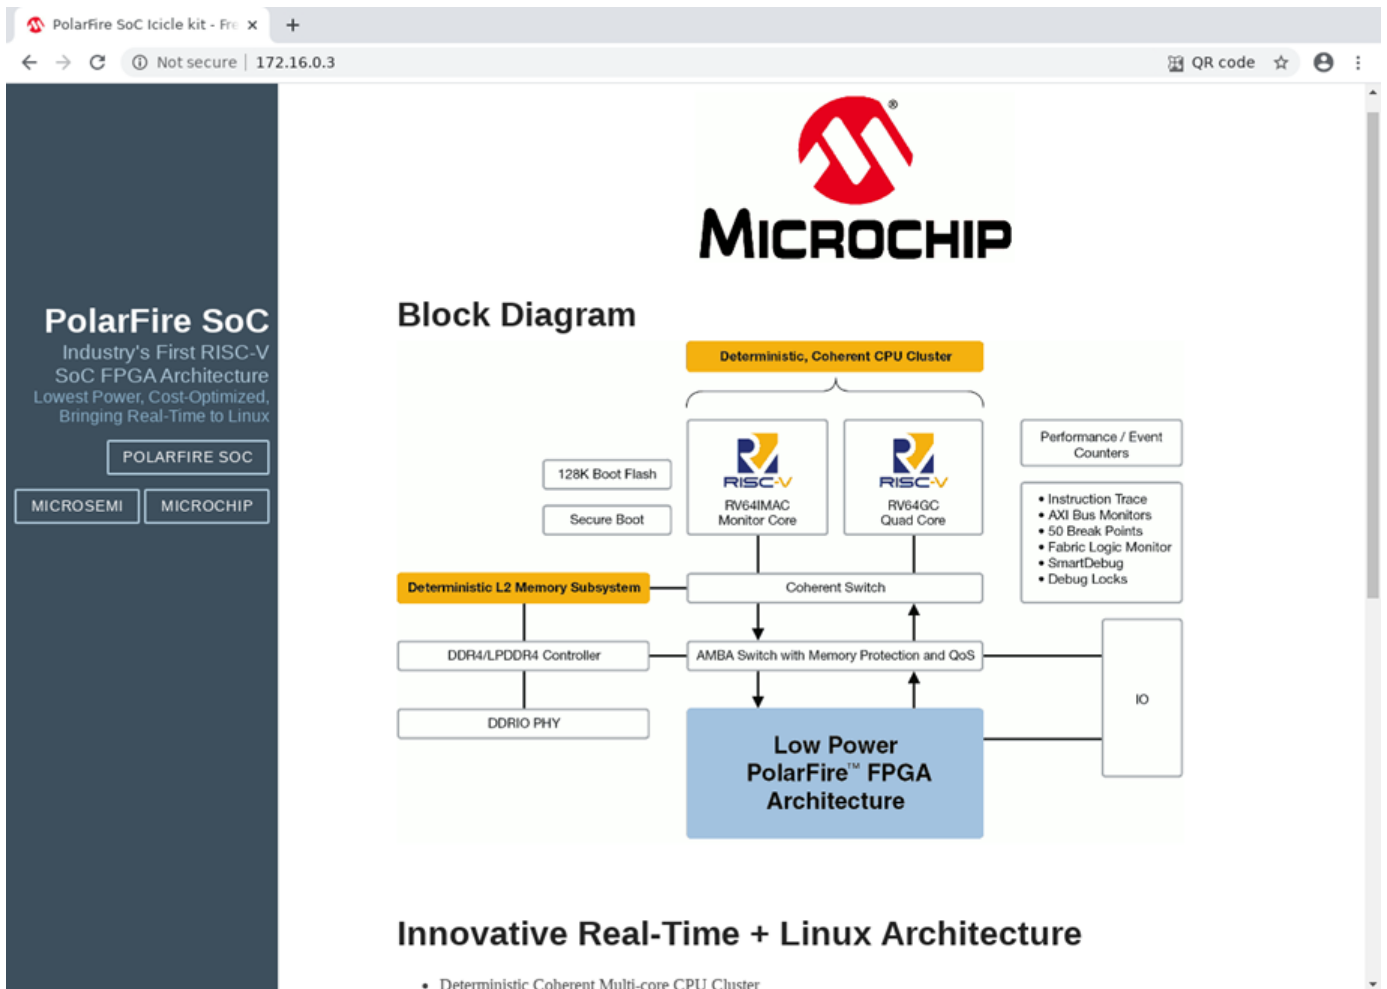 PolarFire SoC Icicle kit - Fre
Not secure | 172.16.0.3
QR code
MICROCHIP
®
PolarFire SoC
Industry's First RISC-V
SoC FPGA Architecture
Lowest Power, Cost-Optimized,
Bringing Real-Time to Linux
POLARFIRE SOC
MICROSEMI
MICROCHIP
Block Diagram
Deterministic, Coherent CPU Cluster
128K Boot Flash
Secure Boot
RISC-V
RV64IMAC
Monitor Core
RISC-V
RV64GC
Quad Core
Performance / Event
Counters
• Instruction Trace
• AXI Bus Monitors
• 50 Break Points
• Fabric Logic Monitor
• SmartDebug
• Debug Locks
Deterministic L2 Memory Subsystem
Coherent Switch
DDR4/LPDDR4 Controller
AMBA Switch with Memory Protection and QoS
IO
DDRIO PHY
Low Power
PolarFire™ FPGA
Architecture
Innovative Real-Time + Linux Architecture
• Deterministic Coherent Multi-core CPU Cluster